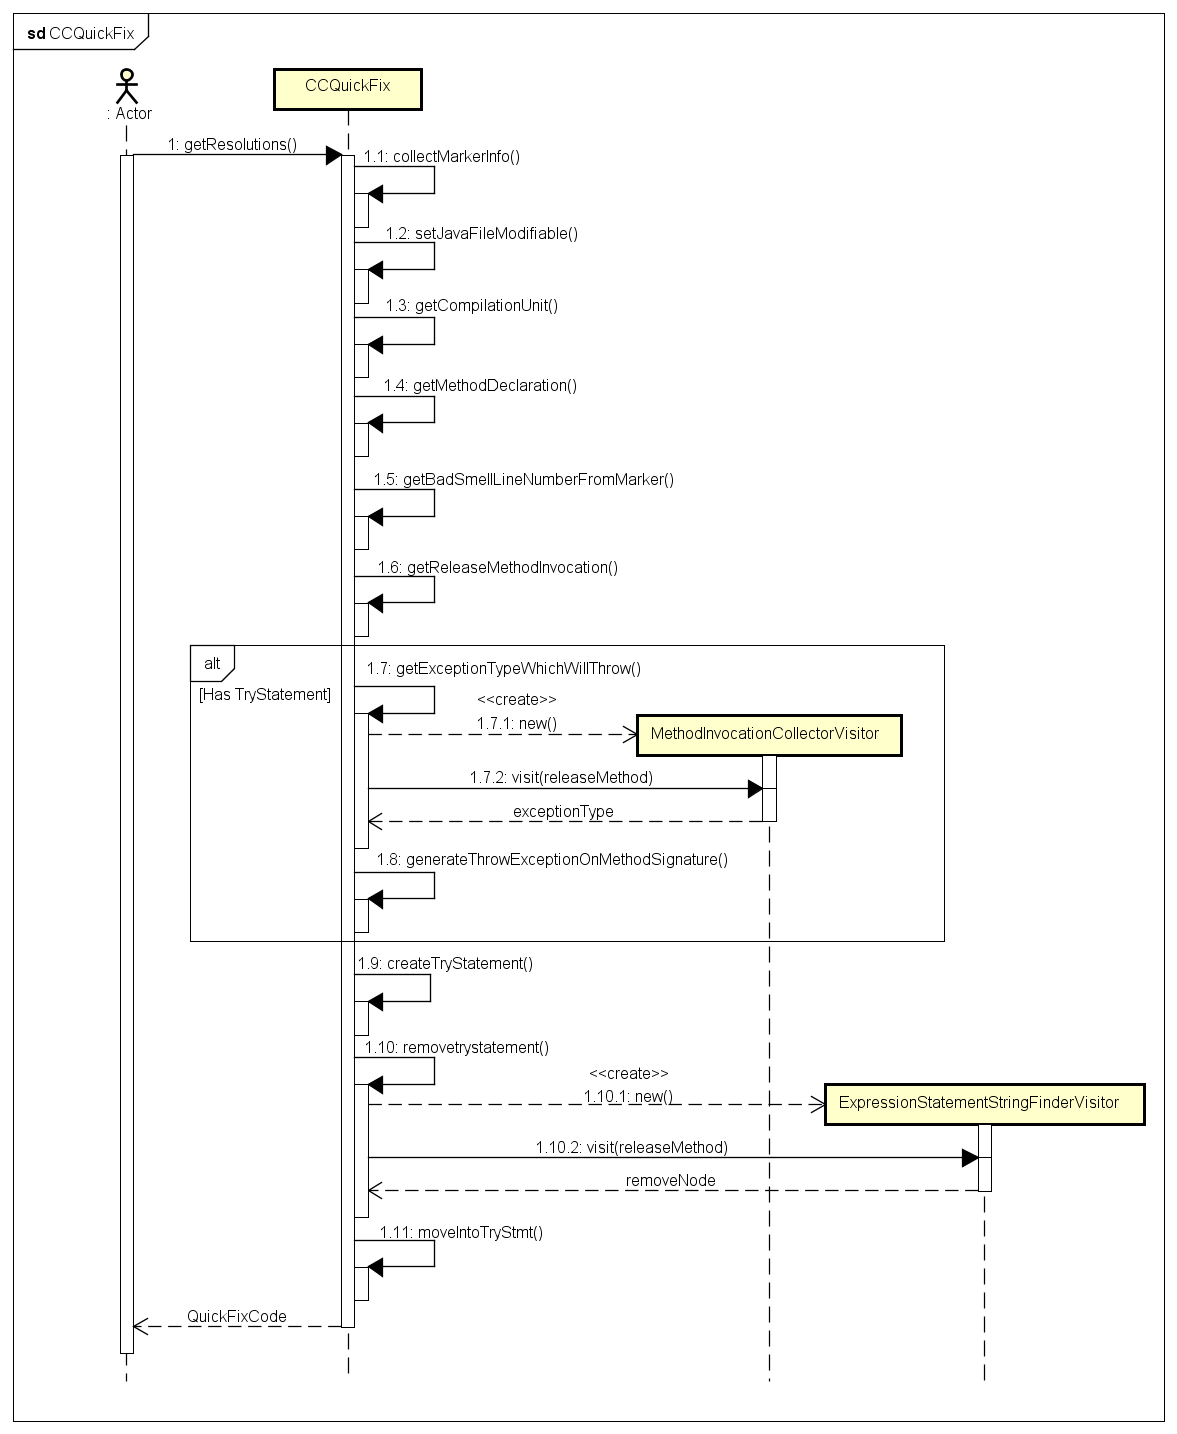 sd CCQuickFix
: Actor
CCQuickFix
1: getResolutions()
1.1: collectMarkerInfo()
1.2: setJavaFileModifiable()
1.3: getCompilationUnit()
1.4: getMethodDeclaration()
1.5: getBadSmellLineNumberFromMarker()
1.6: getReleaseMethodInvocation()
alt
[Has TryStatement]
1.7: getExceptionTypeWhichWillThrow()
<<create>>
1.7.1: new()
MethodInvocationCollectorVisitor
1.7.2: visit(releaseMethod)
exceptionType
1.8: generateThrowExceptionOnMethodSignature()
1.9: createTryStatement()
1.10: removetrystatement()
<<create>>
1.10.1: new()
ExpressionStatementStringFinderVisitor
1.10.2: visit(releaseMethod)
removeNode
1.11: moveIntoTryStmt()
QuickFixCode